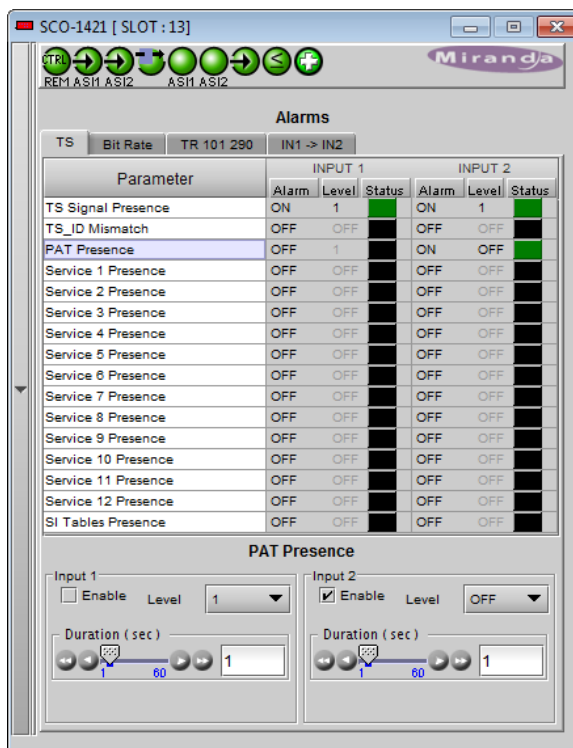 SCO-1421 [ SLOT : 13]
CTRL
REM ASI1 ASI2 ASI1 ASI2
Miranda
Alarms
TS Bit Rate TR 101 290 IN1 -> IN2
Parameter INPUT 1 INPUT 2
Alarm Level Status Alarm Level Status
TS Signal Presence ON 1 ON 1
TS_ID Mismatch OFF OFF OFF OFF
PAT Presence OFF 1 ON OFF
Service 1 Presence OFF OFF OFF OFF
Service 2 Presence OFF OFF OFF OFF
Service 3 Presence OFF OFF OFF OFF
Service 4 Presence OFF OFF OFF OFF
Service 5 Presence OFF OFF OFF OFF
Service 6 Presence OFF OFF OFF OFF
Service 7 Presence OFF OFF OFF OFF
Service 8 Presence OFF OFF OFF OFF
Service 9 Presence OFF OFF OFF OFF
Service 10 Presence OFF OFF OFF OFF
Service 11 Presence OFF OFF OFF OFF
Service 12 Presence OFF OFF OFF OFF
SI Tables Presence OFF OFF OFF OFF
PAT Presence
Input 1 Input 2
Enable Level 1 Enable Level OFF
Duration ( sec ) Duration ( sec )
1 60 1 1 60 1